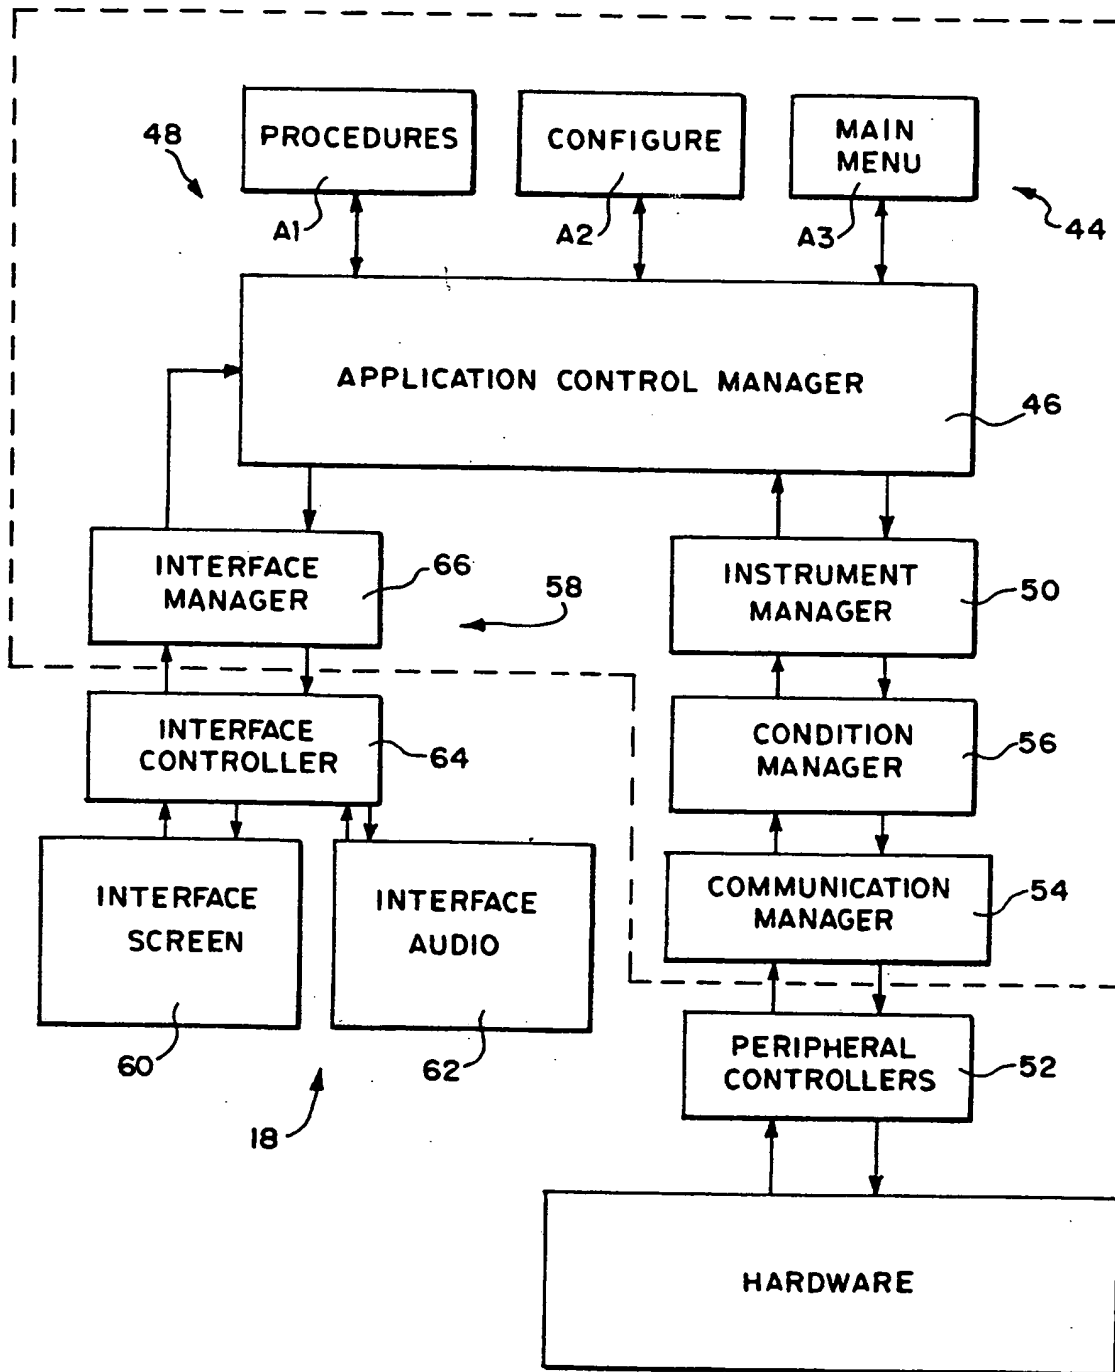 PROCEDURES
CONFIGURE
MAIN
MENU
48
A1
A2
A3
44
APPLICATION CONTROL MANAGER
46
INTERFACE
MANAGER
66
58
INSTRUMENT
MANAGER
50
INTERFACE
CONTROLLER
64
CONDITION
MANAGER
56
INTERFACE
SCREEN
INTERFACE
AUDIO
COMMUNICATION
MANAGER
54
60
62
18
PERIPHERAL
CONTROLLERS
52
HARDWARE